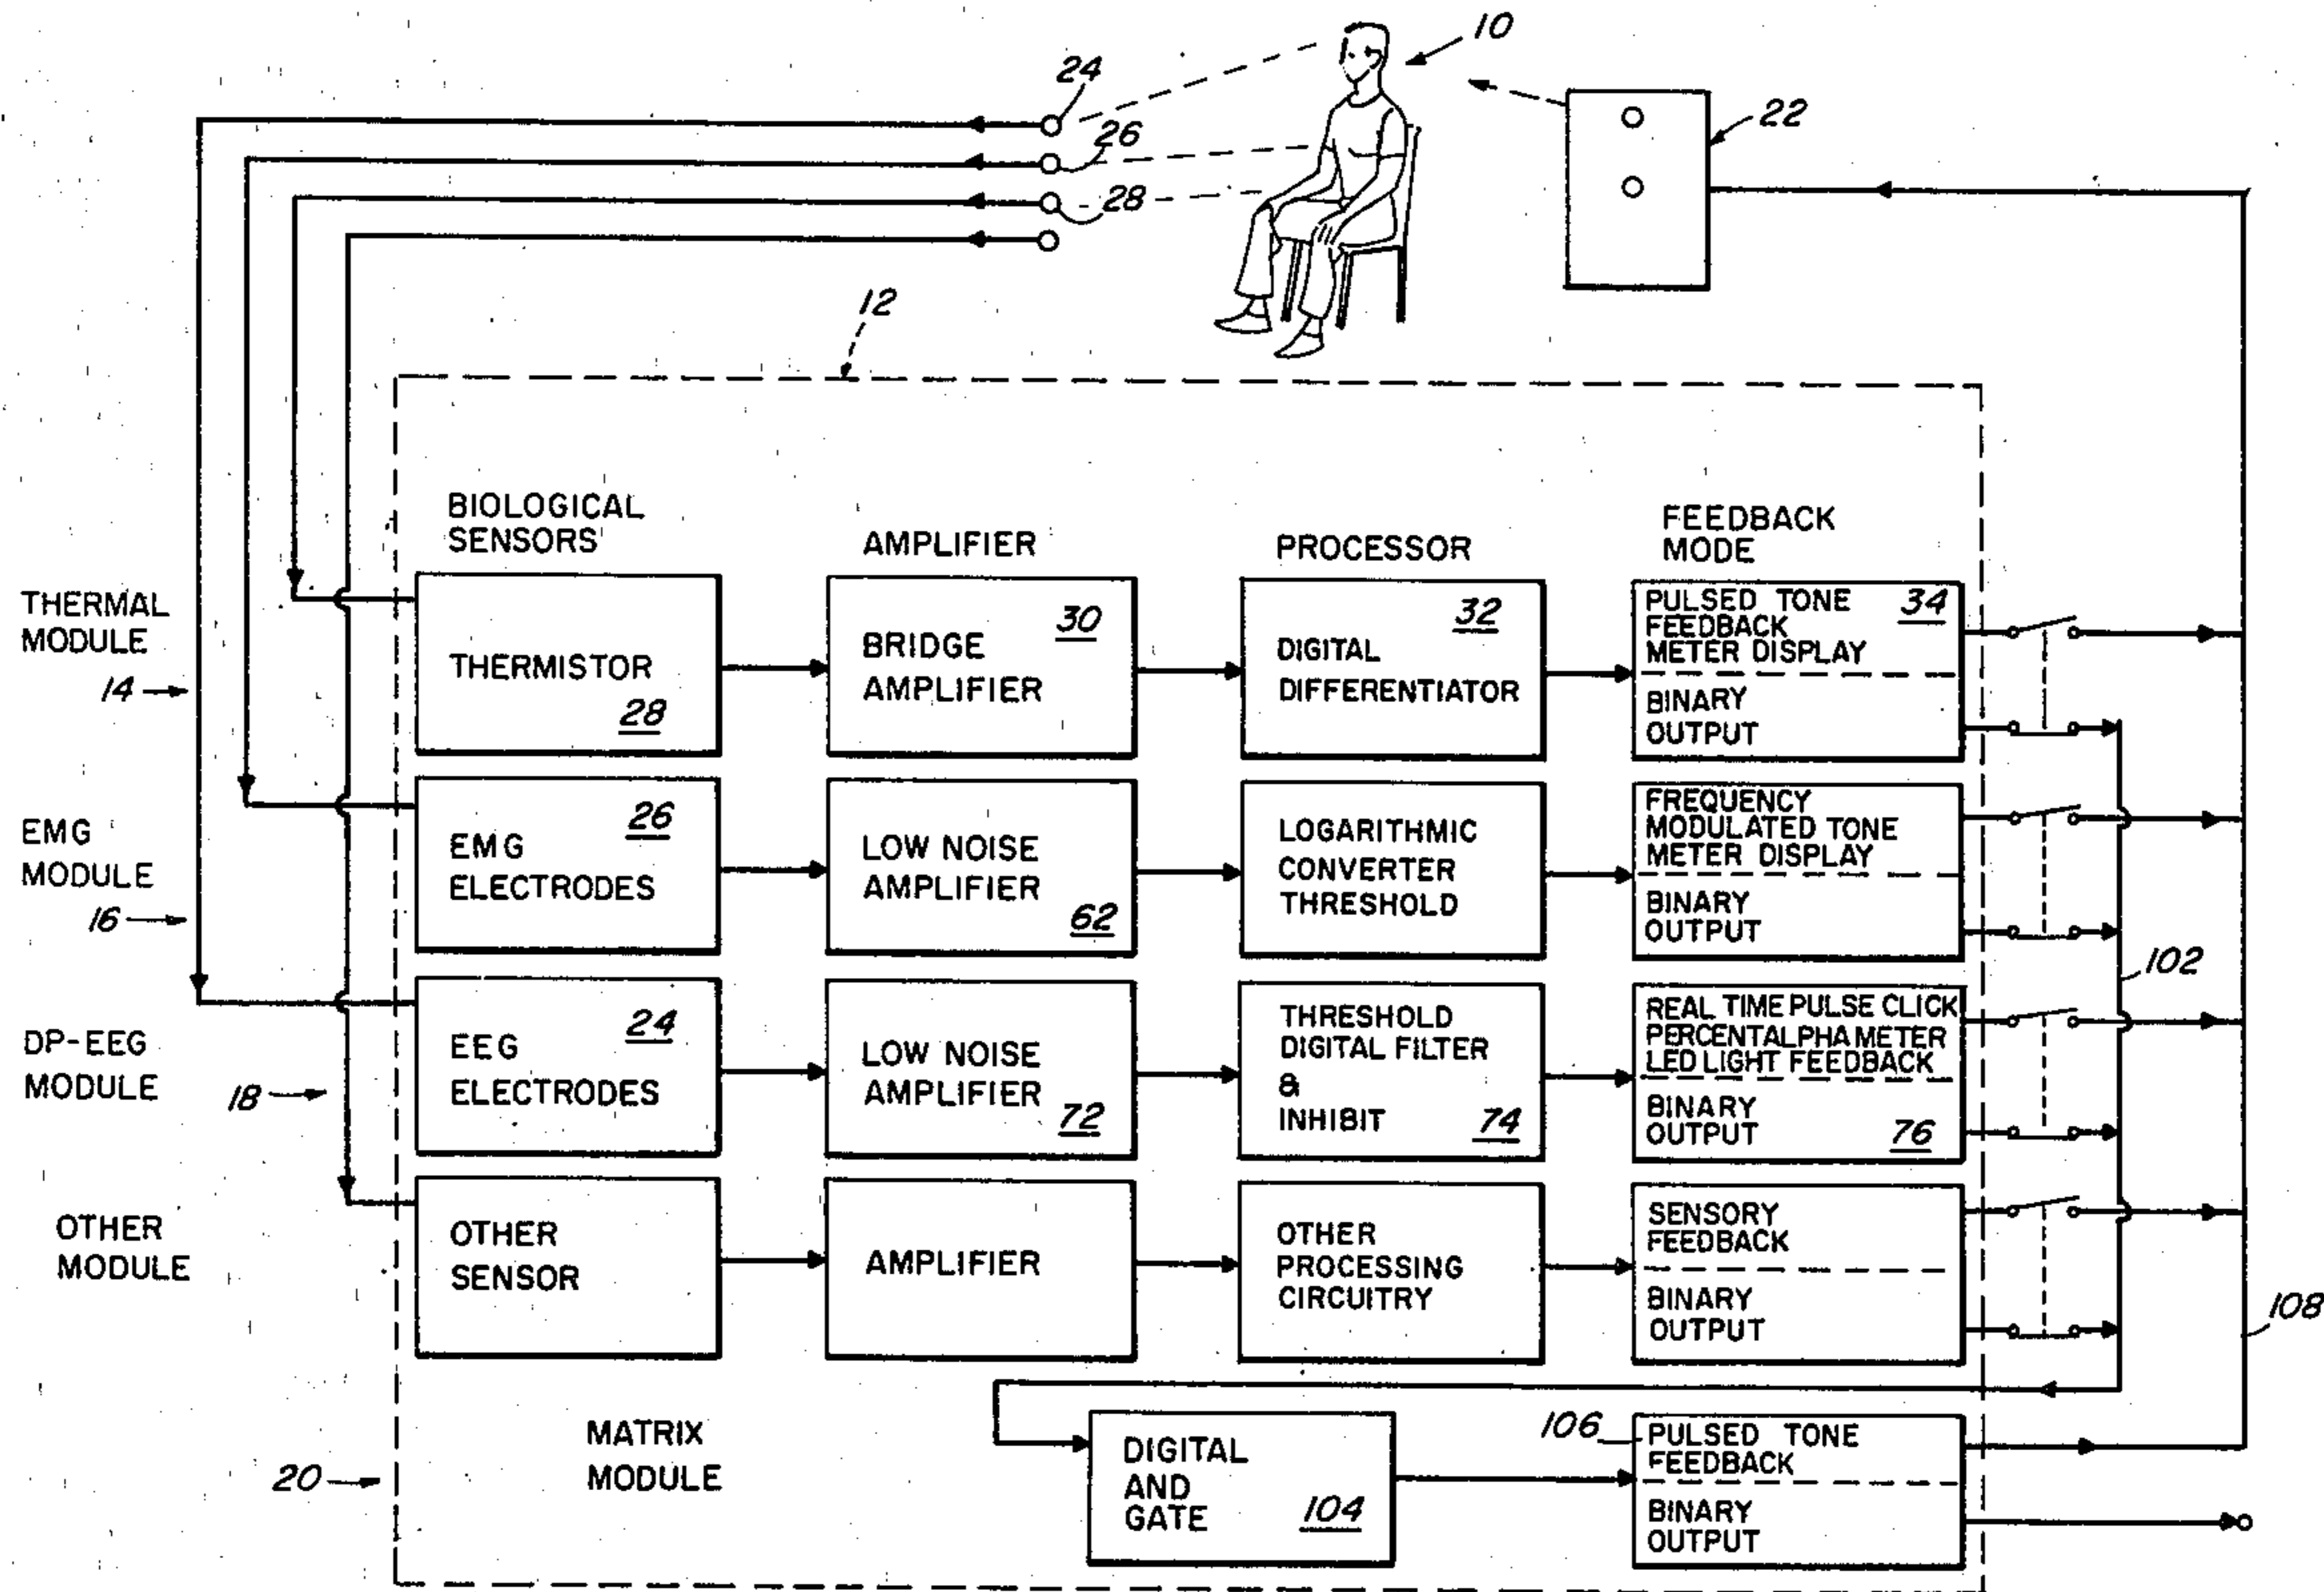 10
24
22
26
28
12
BIOLOGICAL
SENSORS
AMPLIFIER
PROCESSOR
FEEDBACK
MODE
THERMAL
MODULE
14
THERMISTOR
28
30
BRIDGE
AMPLIFIER
32
DIGITAL
DIFFERENTIATOR
PULSED TONE 34
FEEDBACK
METER DISPLAY
BINARY
OUTPUT
EMG
MODULE
16
26
EMG
ELECTRODES
LOW NOISE
AMPLIFIER
62
LOGARITHMIC
CONVERTER
THRESHOLD
FREQUENCY
MODULATED TONE
METER DISPLAY
BINARY
OUTPUT
102
DP-EEG
MODULE
18
24
EEG
ELECTRODES
LOW NOISE
AMPLIFIER
72
THRESHOLD
DIGITAL FILTER
&
INHIBIT
74
REAL TIME PULSE CLICK
PERCENT ALPHA METER
LED LIGHT FEEDBACK
BINARY
OUTPUT
76
OTHER
MODULE
OTHER
SENSOR
AMPLIFIER
OTHER
PROCESSING
CIRCUITRY
SENSORY
FEEDBACK
BINARY
OUTPUT
108
MATRIX
MODULE
20
DIGITAL
AND
GATE
104
106
PULSED TONE
FEEDBACK
BINARY
OUTPUT